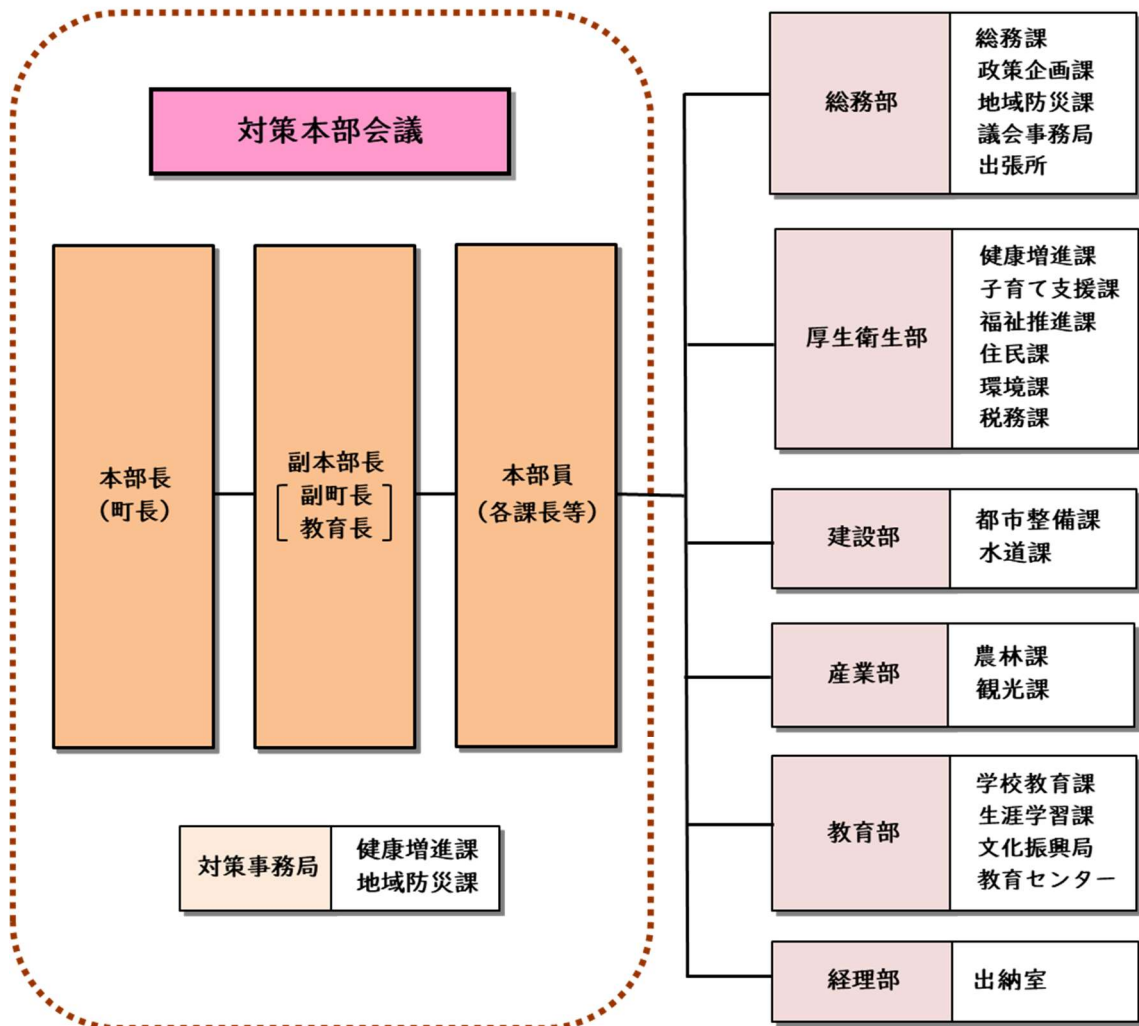 対策本部会議
本部長
(町長)
副本部長
副町長
教育長
本部員
(各課長等)
対策事務局
健康増進課
地域防災課
総務部
総務課
政策企画課
地域防災課
議会事務局
出張所
厚生衛生部
健康増進課
子育て支援課
福祉推進課
住民課
環境課
税務課
建設部
都市整備課
水道課
産業部
農林課
観光課
教育部
学校教育課
生涯学習課
文化振興局
教育センター
経理部
出納室